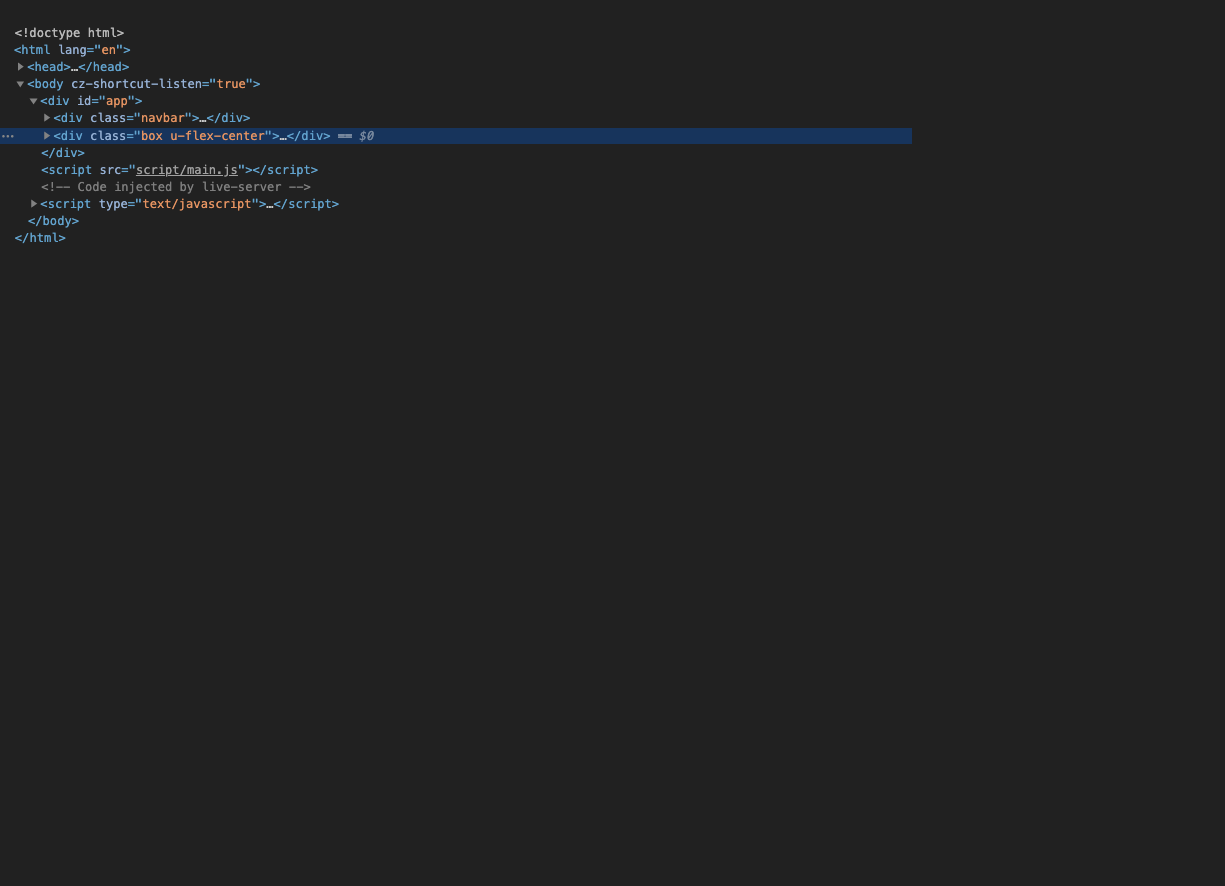 <!doctype html>
<html lang="en">
<head>…</head>
<body cz-shortcut-listen="true">
<div id="app">
<div class="navbar">…</div>
<div class="box u-flex-center">…</div> == $0
</div>
<script src="script/main.js"></script>
<!-- Code injected by live-server -->
<script type="text/javascript">…</script>
</body>
</html>